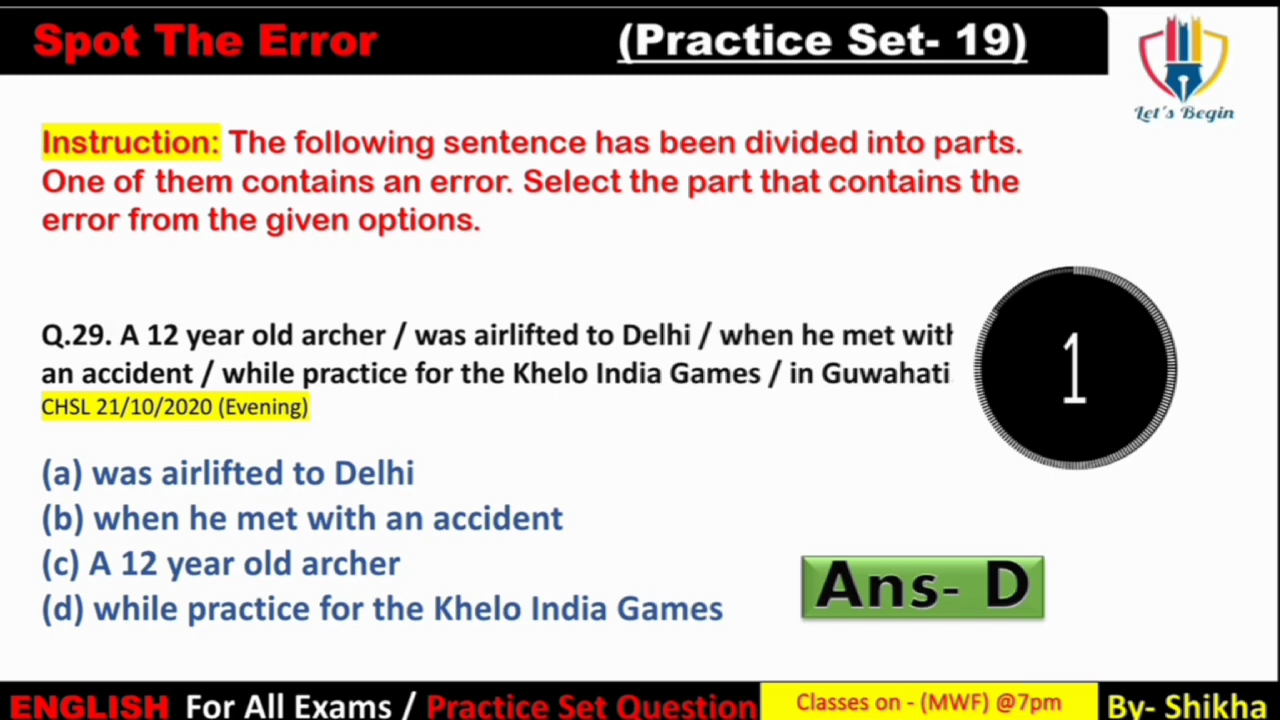 Spot The Error
(Practice Set- 19)
Let's Begin
Instruction: The following sentence has been divided into parts.
One of them contains an error. Select the part that contains the
error from the given options.
Q.29. A 12 year old archer / was airlifted to Delhi / when he met with
an accident / while practice for the Khelo India Games / in Guwahati
CHSL 21/10/2020 (Evening)
1
(a) was airlifted to Delhi
(b) when he met with an accident
(c) A 12 year old archer
(d) while practice for the Khelo India Games
Ans- D
ENGLISH For All Exams / Practice Set Question
Classes on - (MWF) @7pm
By- Shikha